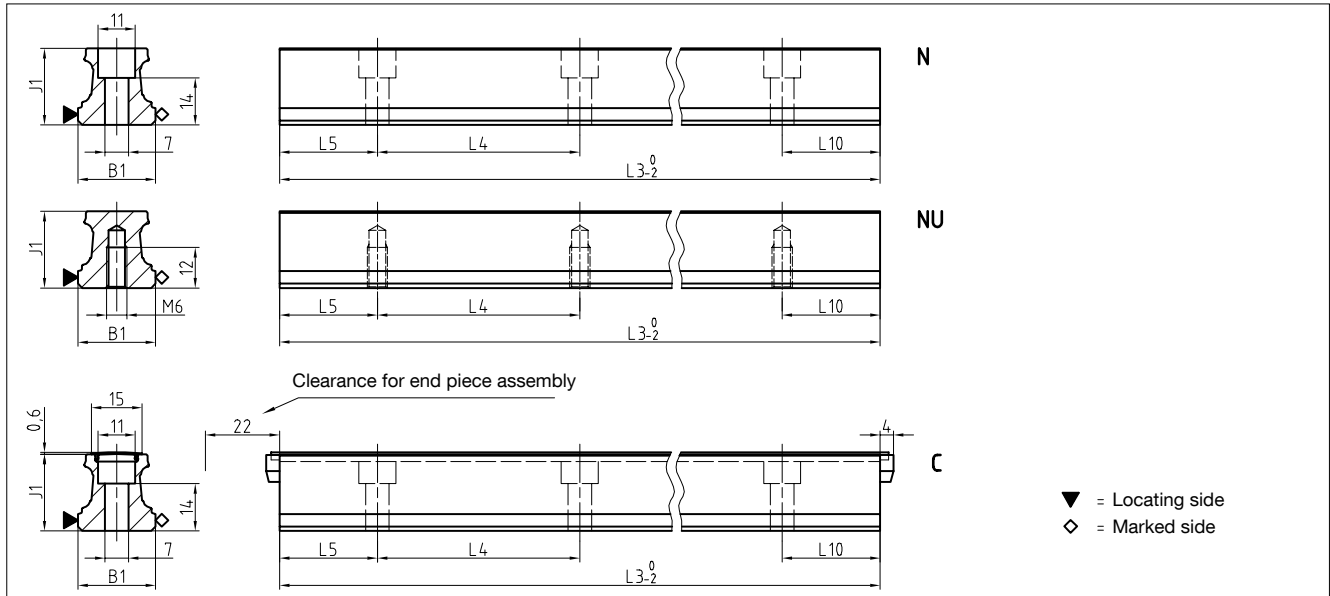 11
N
J1
14
7
B1
L5
L4
L10
L3-2 0
NU
J1
12
M6
B1
L5
L4
L10
L3-2 0
Clearance for end piece assembly
15
0,6
11
22
4
C
J1
14
7
B1
L5
L4
L10
L3-2 0
= Locating side
= Marked side